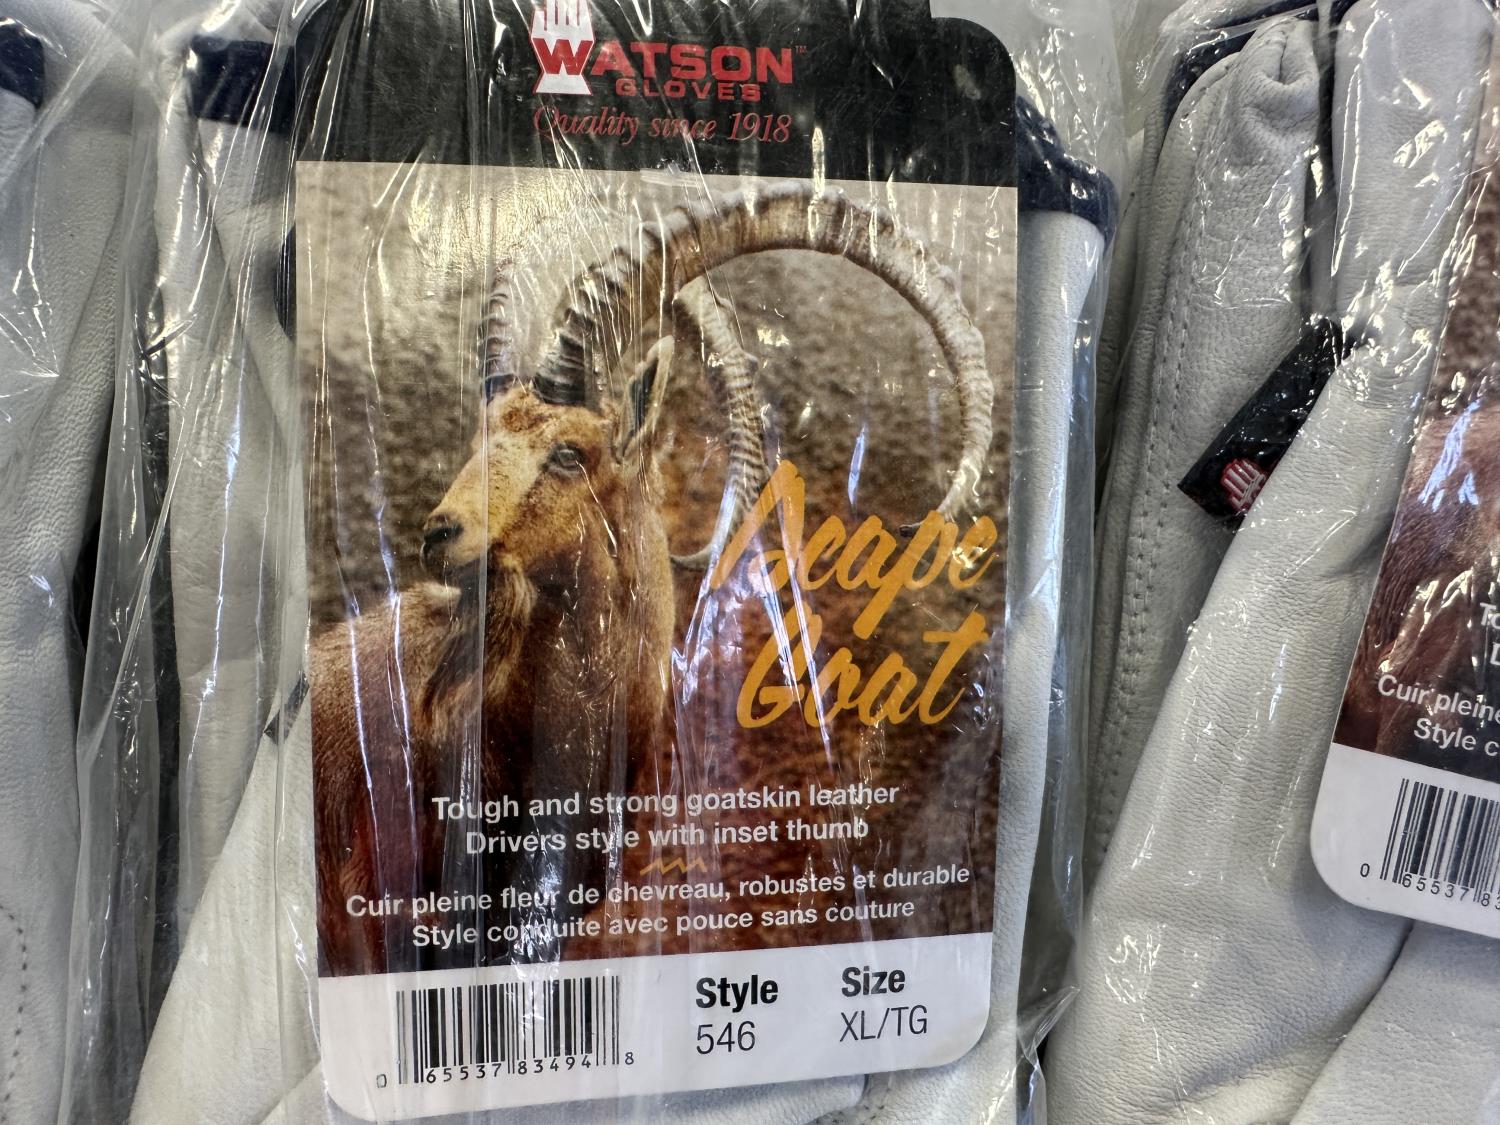 WATSON™
GLOVES
Quality since 1918
Scape
Goat
Tough and strong goatskin leather
Drivers style with inset thumb
Cuir pleine fleur de chevreau, robustes et durable
Style conduite avec pouce sans couture
Style
546
Size
XL/TG
0 65537 83494 8
Cuir pleine
Style c
0 65537 83